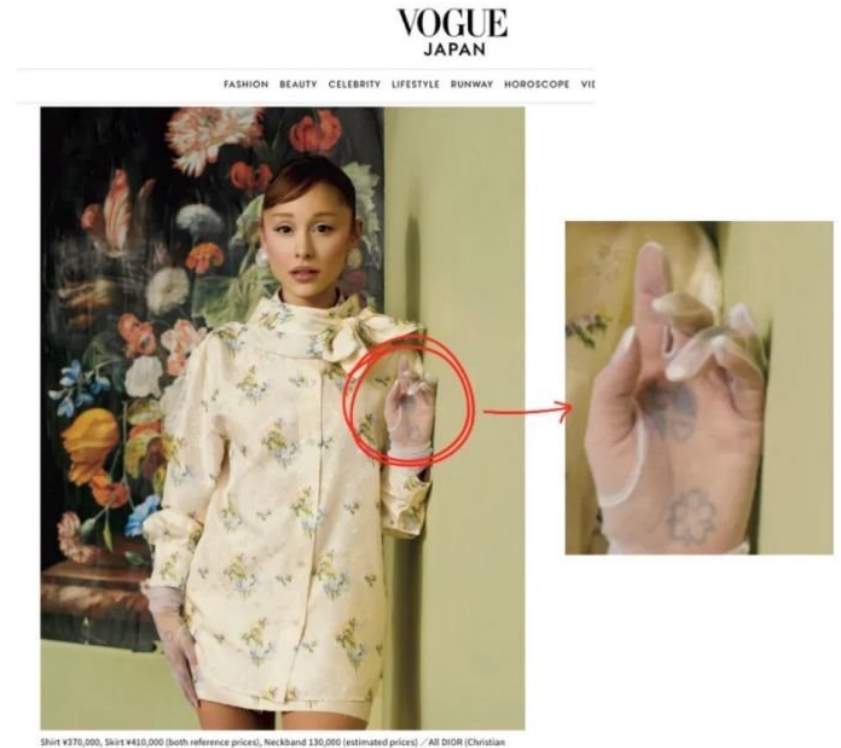 VOGUE
JAPAN
FASHION BEAUTY CELEBRITY LIFESTYLE RUNWAY HOROSCOPE VID
Shirt ¥370,000, Skirt ¥410,000 (both reference prices), Neckband 130,000 (estimated prices) ／All DIOR (Christian